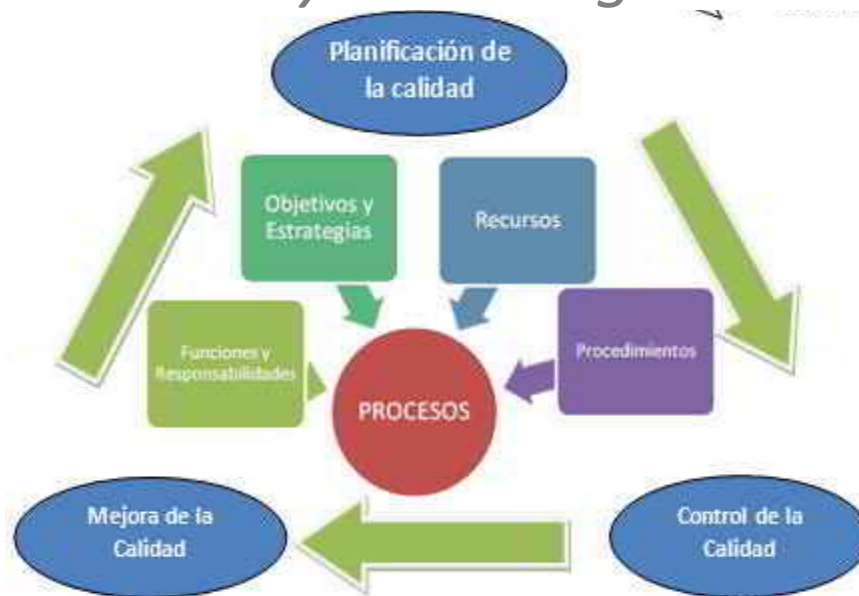 Planificación de
la calidad
Objetivos y
Estrategias
Recursos
Funciones y
Responsabilidades
Procedimientos
PROCESOS
Mejora de la
Calidad
Control de la
Calidad